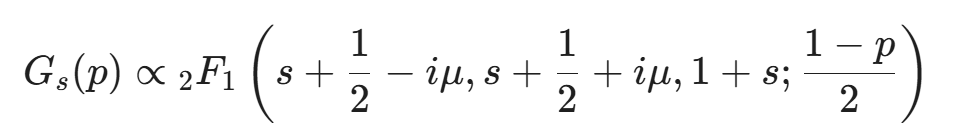 G_s(p) ∝ ₂F₁(s + 1/2 − iμ, s + 1/2 + iμ, 1 + s; (1 − p)/2)